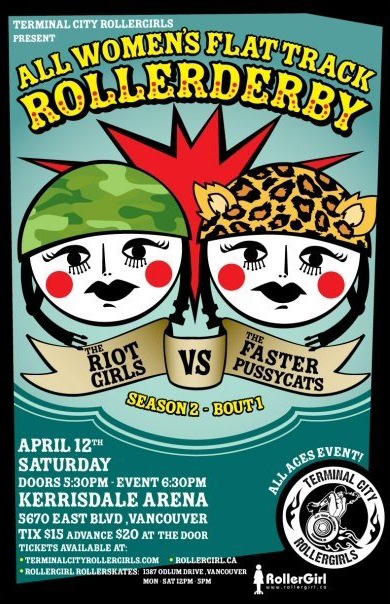 TERMINAL CITY ROLLERGIRLS
PRESENT
ALL WOMEN'S FLAT TRACK
ROLLERDERBY
THE
RIOT
GIRLS
VS
THE
FASTER
PUSSYCATS
SEASON 2 - BOUT 1
APRIL 12TH
SATURDAY
DOORS 5:30PM - EVENT 6:30PM
KERRISDALE ARENA
5670 EAST BLVD ,VANCOUVER
TIX $15 ADVANCE $20 AT THE DOOR
TICKETS AVAILABLE AT:
• TERMINALCITYROLLERGIRLS.COM • ROLLERGIRL.CA
• ROLLERGIRL ROLLERSKATES: 1387 ODLUM DRIVE ,VANCOUVER
MON - SAT 12PM - 5PM
ALL AGES EVENT!
TERMINAL CITY
ROLLERGIRLS
RollerGirl
www.RollerGirl.ca